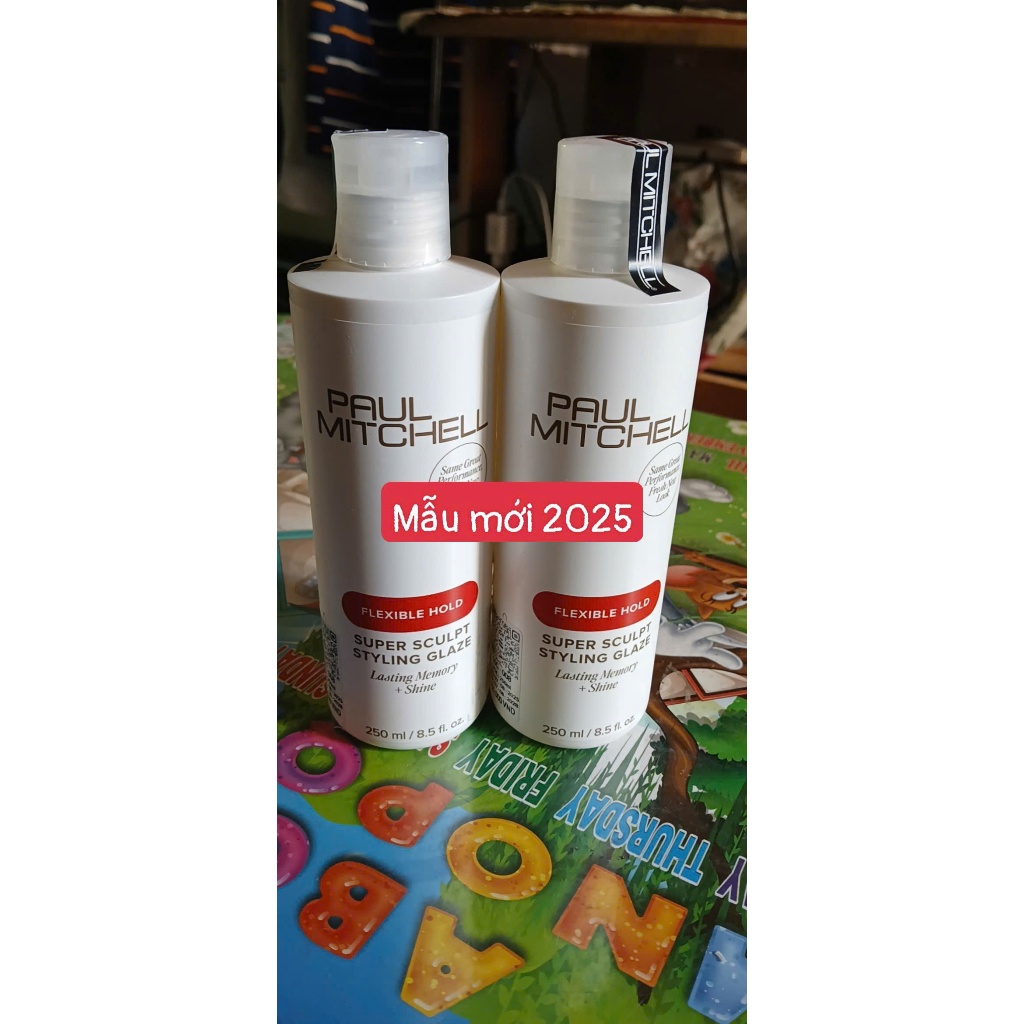 PAUL
MITCHELL
Same Great
Performance,
FLEXIBLE HOLD
SUPER SCULPT
STYLING GLAZE
Lasting Memory
+ Shine
250 ml / 8.5 fl. oz.
PAUL MITCHELL
PAUL
MITCHELL
Same Great
Performance,
Fresh New
Look
FLEXIBLE HOLD
SUPER SCULPT
STYLING GLAZE
Lasting Memory
+ Shine
250 ml / 8.5 fl. oz.
Mẫu mới 2025
FRIDAY
THURSDAY
O
P
O
N
B
A